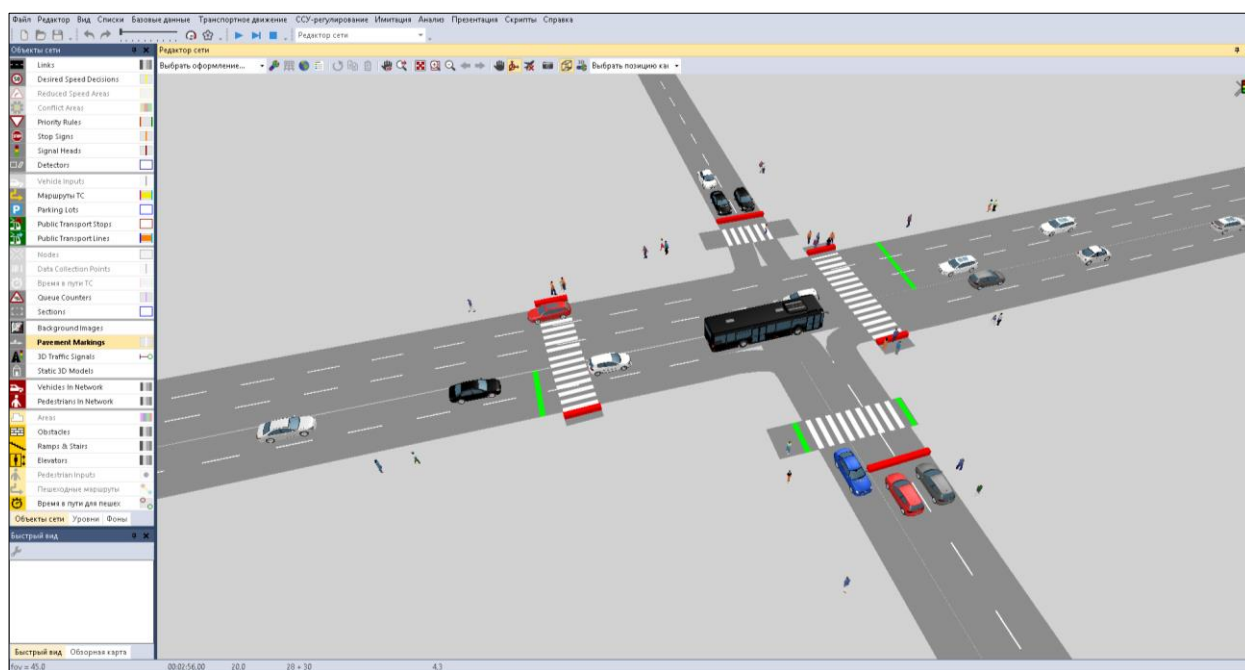 Файл Редактор Вид Списки Базовые данные Транспортное движение ССУ-регулирование Имитация Анализ Презентация Скрипты Справка
Редактор сети
Объекты сети
Редактор сети
Выбрать оформление...
Выбрать позицию ка
Links
Desired Speed Decisions
Reduced Speed Areas
Conflict Areas
Priority Rules
Stop Signs
Signal Heads
Detectors
Vehicle Inputs
Маршруты ТС
Parking Lots
Public Transport Stops
Public Transport Lines
Nodes
Data Collection Points
Время в пути ТС
Queue Counters
Sections
Background Images
Pavement Markings
3D Traffic Signals
Static 3D Models
Vehicles In Network
Pedestrians In Network
Areas
Obstacles
Ramps & Stairs
Elevators
Pedestrian Inputs
Пешеходные маршруты
Время в пути для пешех
Объекты сети Уровни Фоны
Быстрый вид
Быстрый вид Обзорная карта
fov = 45.0 00:02:56.00 20.0 28 + 30 4.3